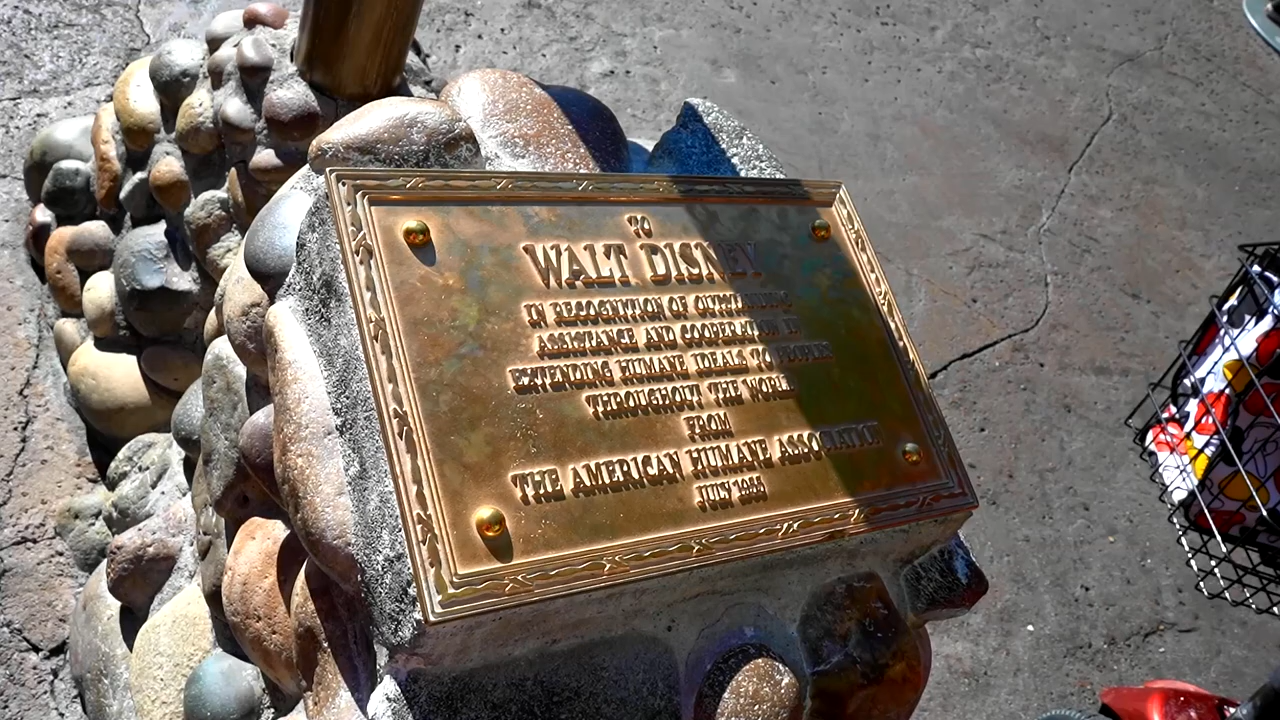 TO
WALT DISNEY
IN RECOGNITION OF OUTSTANDING
ASSISTANCE AND COOPERATION IN
EXTENDING HUMANE IDEALS TO PEOPLES
THROUGHOUT THE WORLD
FROM
THE AMERICAN HUMANE ASSOCIATION
JULY 1955